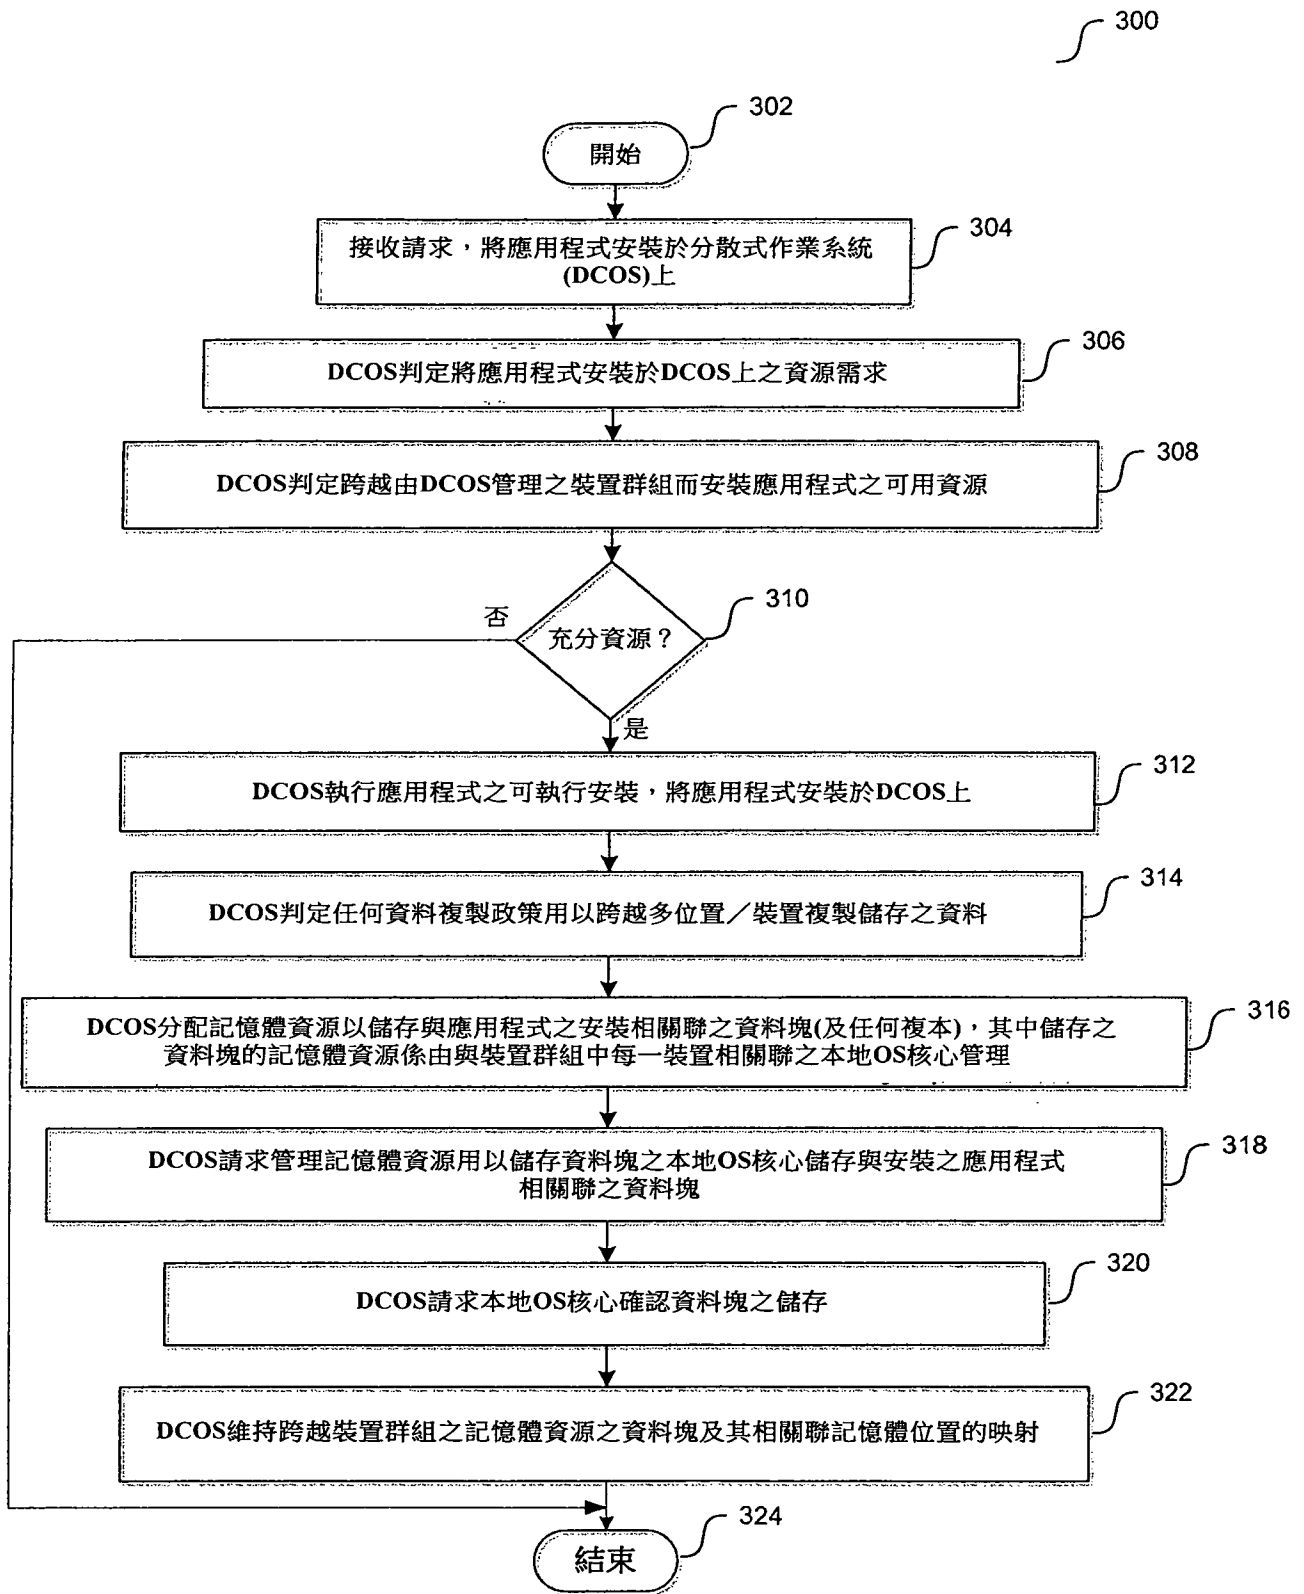 300
302
開始
304
接收請求，將應用程式安裝於分散式作業系統
(DCOS)上
306
DCOS判定將應用程式安裝於DCOS上之資源需求
308
DCOS判定跨越由DCOS管理之裝置群組而安裝應用程式之可用資源
310
否
充分資源？
是
312
DCOS執行應用程式之可執行安裝，將應用程式安裝於DCOS上
314
DCOS判定任何資料複製政策用以跨越多位置／裝置複製儲存之資料
316
DCOS分配記憶體資源以儲存與應用程式之安裝相關聯之資料塊(及任何複本)，其中儲存之
資料塊的記憶體資源係由與裝置群組中每一裝置相關聯之本地OS核心管理
318
DCOS請求管理記憶體資源用以儲存資料塊之本地OS核心儲存與安裝之應用程式
相關聯之資料塊
320
DCOS請求本地OS核心確認資料塊之儲存
322
DCOS維持跨越裝置群組之記憶體資源之資料塊及其相關聯記憶體位置的映射
324
結束